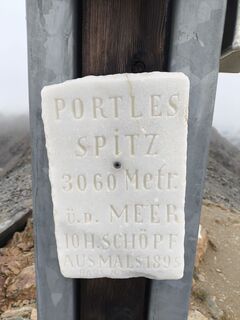 PORTLES
SPITZ
3060 Metr.
ü.D. MEER
JOH. SCHÖPF
AUSMALS 1895